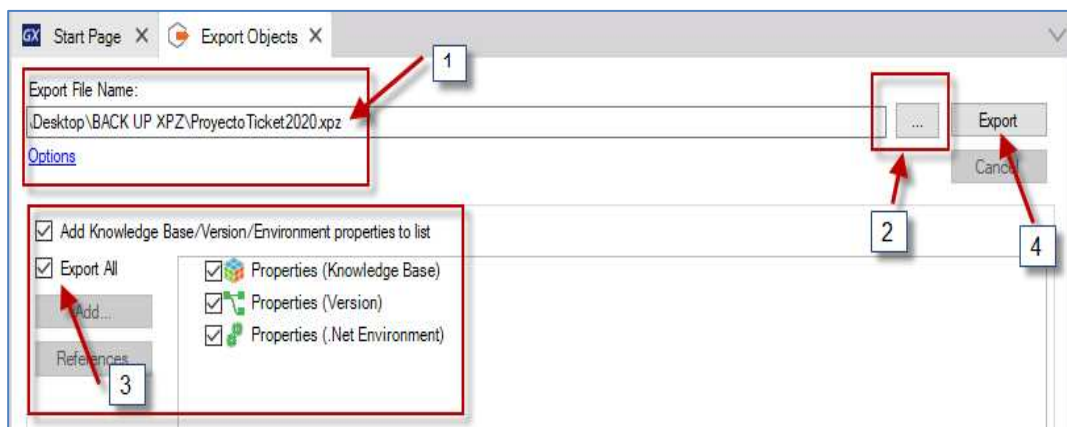 GX Start Page X Export Objects X
1
Export File Name:
\Desktop\BACK UP XPZ\ProyectoTicket2020.xpz
... Export
Options
Cancel
2
4
Add Knowledge Base/Version/Environment properties to list
Export All
Properties (Knowledge Base)
Add...
Properties (Version)
Properties (.Net Environment)
References
3